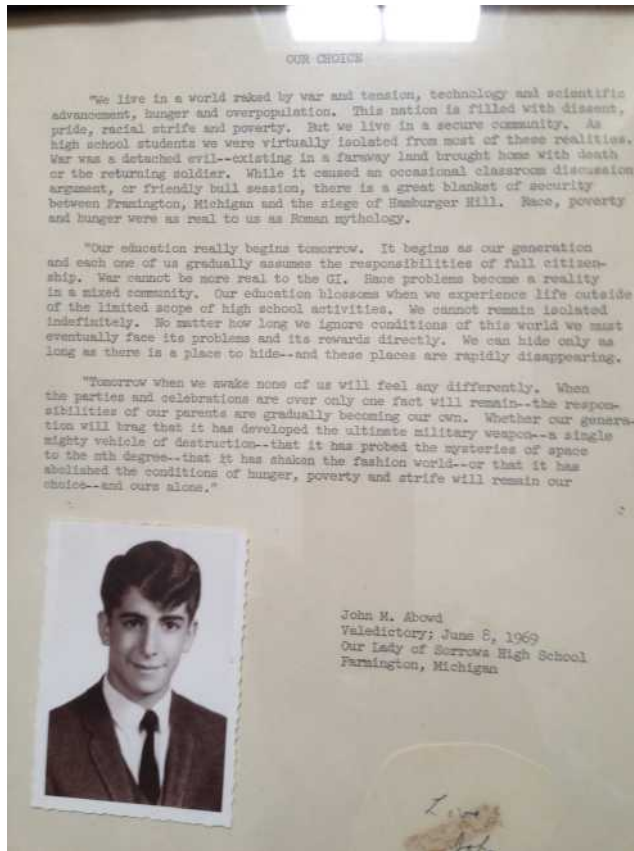 OUR CHOICE
"We live in a world raked by war and tension, technology and scientific
advancement, hunger and overpopulation. This nation is filled with dissent,
pride, racial strife and poverty. But we live in a secure community. As
high school students we were virtually isolated from most of these realities.
War was a detached evil--existing in a faraway land brought home with death
or the returning soldier. While it caused an occasional classroom discussion
argument, or friendly bull session, there is a great blanket of security
between Framington, Michigan and the siege of Hamburger Hill. Race, poverty
and hunger were as real to us as Roman mythology.
"Our education really begins tomorrow. It begins as our generation
and each one of us gradually assumes the responsibilities of full citizen-
ship. War cannot be more real to the GI. Race problems become a reality
in a mixed community. Our education blossoms when we experience life outside
of the limited scope of high school activities. We cannot remain isolated
indefinitely. No matter how long we ignore conditions of this world we must
eventually face its problems and its rewards directly. We can hide only as
long as there is a place to hide--and these places are rapidly disappearing.
"Tomorrow when we awake none of us will feel any differently. When
the parties and celebrations are over only one fact will remain--the respon-
sibilities of our parents are gradually becoming our own. Whether our genera-
tion will brag that it has developed the ultimate military weapon--a single
mighty vehicle of destruction--that it has probed the mysteries of space
to the nth degree--that it has shaken the fashion world--or that it has
abolished the conditions of hunger, poverty and strife will remain our
choice--and ours alone."
John M. Abowd
Valedictory; June 8, 1969
Our Lady of Sorrows High School
Farmington, Michigan